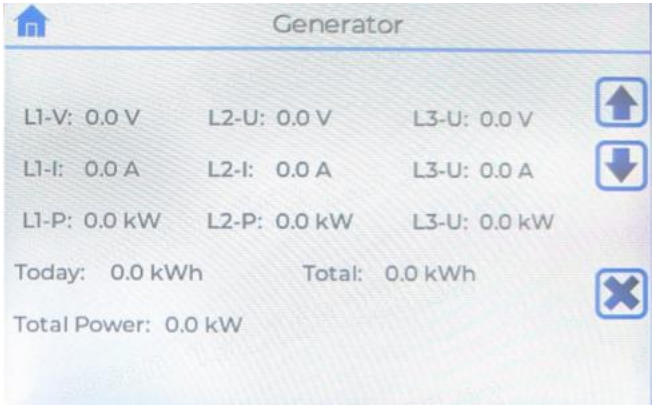 Generator
L1-V: 0.0 V L2-U: 0.0 V L3-U: 0.0 V
L1-I: 0.0 A L2-I: 0.0 A L3-U: 0.0 A
L1-P: 0.0 kW L2-P: 0.0 kW L3-U: 0.0 kW
Today: 0.0 kWh Total: 0.0 kWh
Total Power: 0.0 kW